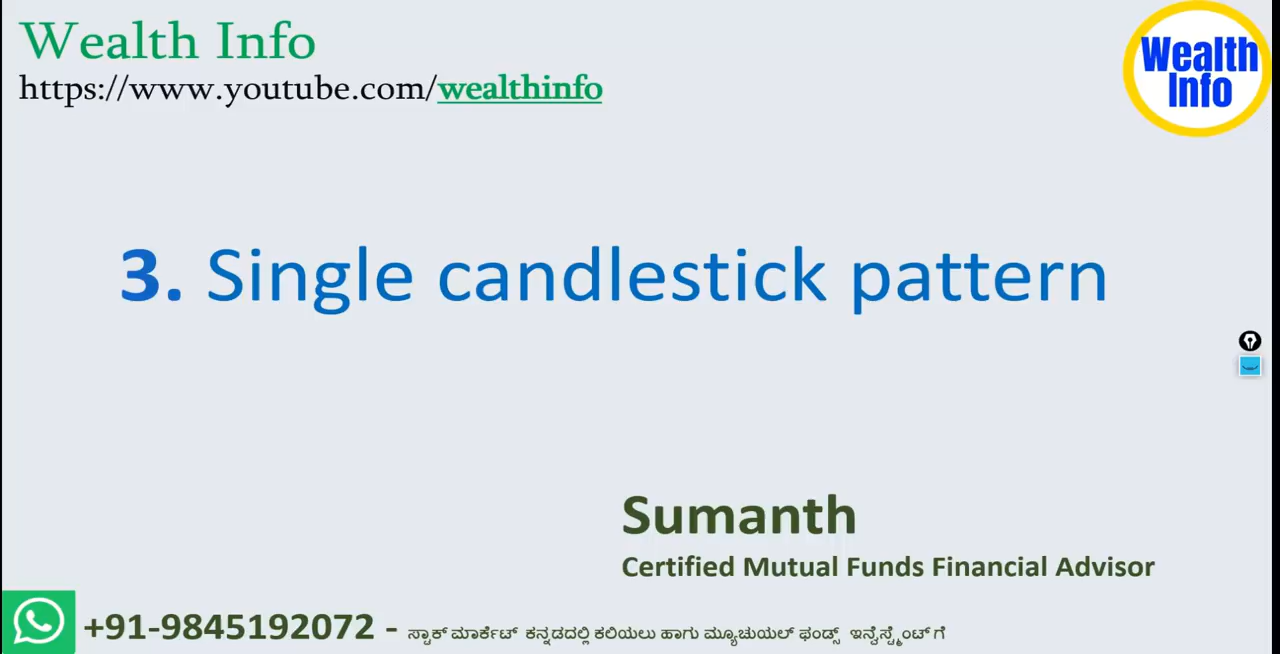 Wealth Info
https://www.youtube.com/wealthinfo
Wealth
Info
3. Single candlestick pattern
Sumanth
Certified Mutual Funds Financial Advisor
+91-9845192072 - ಸ್ಟಾಕ್ ಮಾರ್ಕೆಟ್ ಕನ್ನಡದಲ್ಲಿ ಕಲಿಯಲು ಹಾಗು ಮ್ಯೂಚುಯಲ್ ಫಂಡ್ಸ್ ಇನ್ವೆಸ್ಟ್ಮೆಂಟ್ ಗೆ